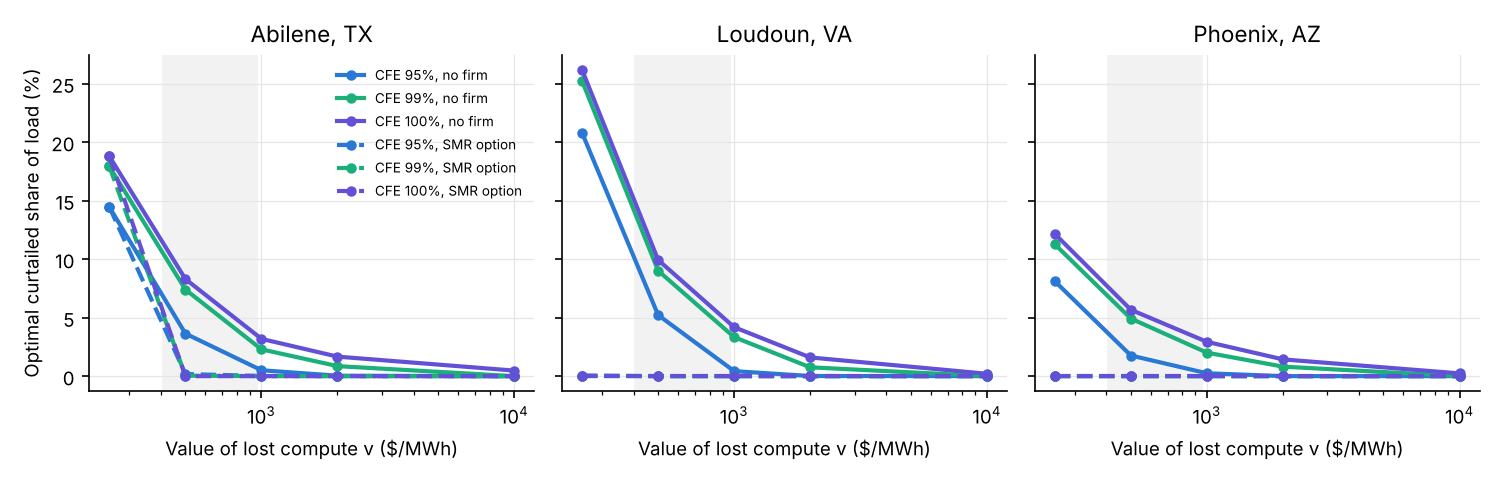 Abilene, TX
Loudoun, VA
Phoenix, AZ
Optimal curtailed share of load (%)
25
20
15
10
5
0
CFE 95%, no firm
CFE 99%, no firm
CFE 100%, no firm
CFE 95%, SMR option
CFE 99%, SMR option
CFE 100%, SMR option
10³ 10⁴
10³ 10⁴
10³ 10⁴
Value of lost compute v ($/MWh)
Value of lost compute v ($/MWh)
Value of lost compute v ($/MWh)